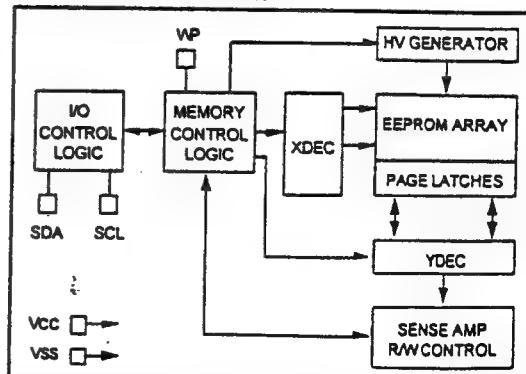 WP
HV GENERATOR
I/O
CONTROL
LOGIC
MEMORY
CONTROL
LOGIC
XDEC
EEPROM ARRAY
PAGE LATCHES
SDA
SCL
YDEC
VCC
VSS
SENSE AMP
R/W CONTROL